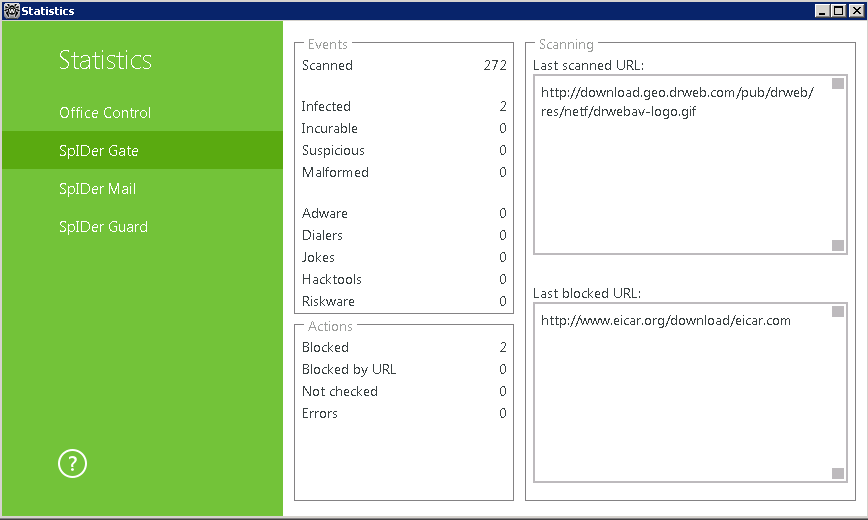 Statistics
Statistics
Office Control
SpIDer Gate
SpIDer Mail
SpIDer Guard
?
Events
Scanned 272
Infected 2
Incurable 0
Suspicious 0
Malformed 0
Adware 0
Dialers 0
Jokes 0
Hacktools 0
Riskware 0
Actions
Blocked 2
Blocked by URL 0
Not checked 0
Errors 0
Scanning
Last scanned URL:
http://download.geo.drweb.com/pub/drweb/
res/netf/drwebav-logo.gif
Last blocked URL:
http://www.eicar.org/download/eicar.com